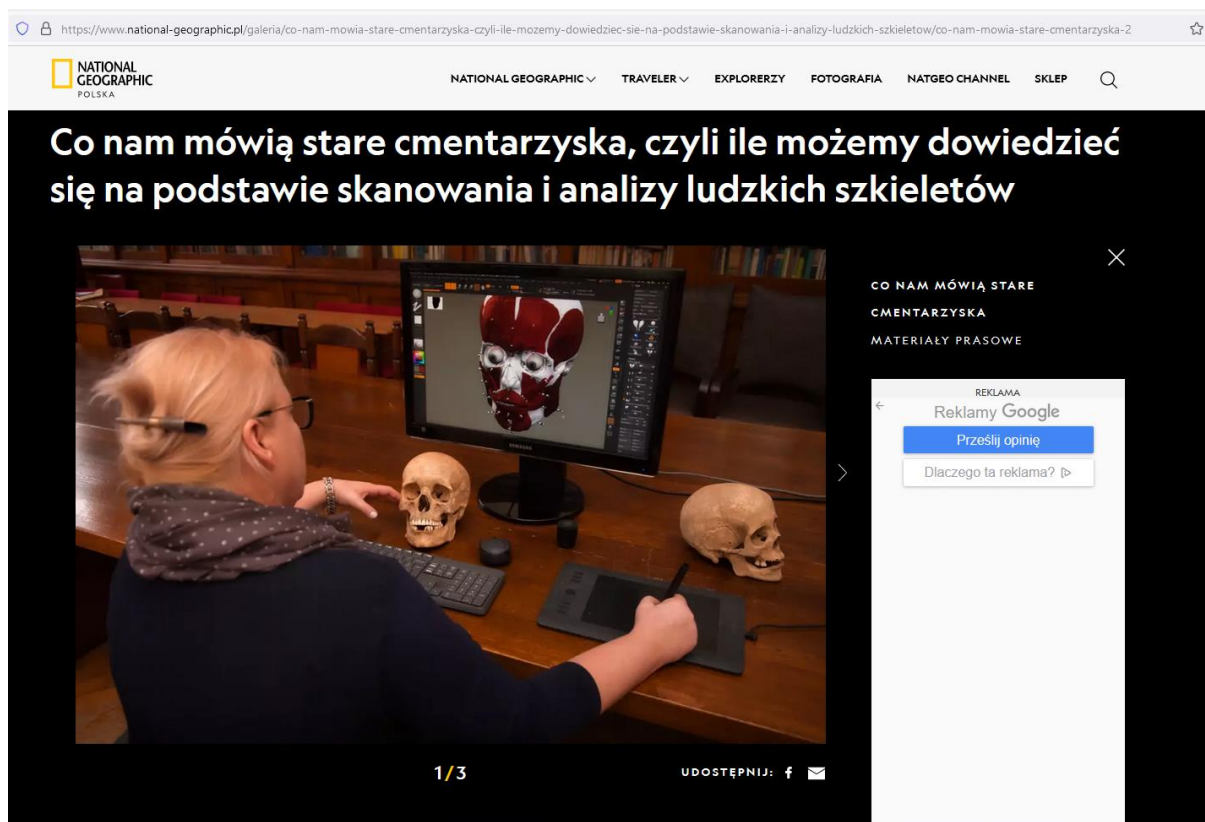 https://www.national-geographic.pl/galeria/co-nam-mowia-stare-cmentarzyska-czyli-ile-mozemy-dowiedziec-sie-na-podstawie-skanowania-i-analizy-ludzkich-szkieletow/co-nam-mowia-stare-cmentarzyska-2
NATIONAL
GEOGRAPHIC
POLSKA
NATIONAL GEOGRAPHIC
TRAVELER
EXPLORERZY
FOTOGRAFIA
NATGEO CHANNEL
SKLEP
Co nam mówią stare cmentarzyska, czyli ile możemy dowiedzieć
się na podstawie skanowania i analizy ludzkich szkieletów
CO NAM MÓWIĄ STARE
CMENTARZYSKA
MATERIAŁY PRASOWE
REKLAMA
Reklamy Google
Prześlij opinię
Dlaczego ta reklama?
SAMSUNG
1/3
UDOSTĘPNIJ: